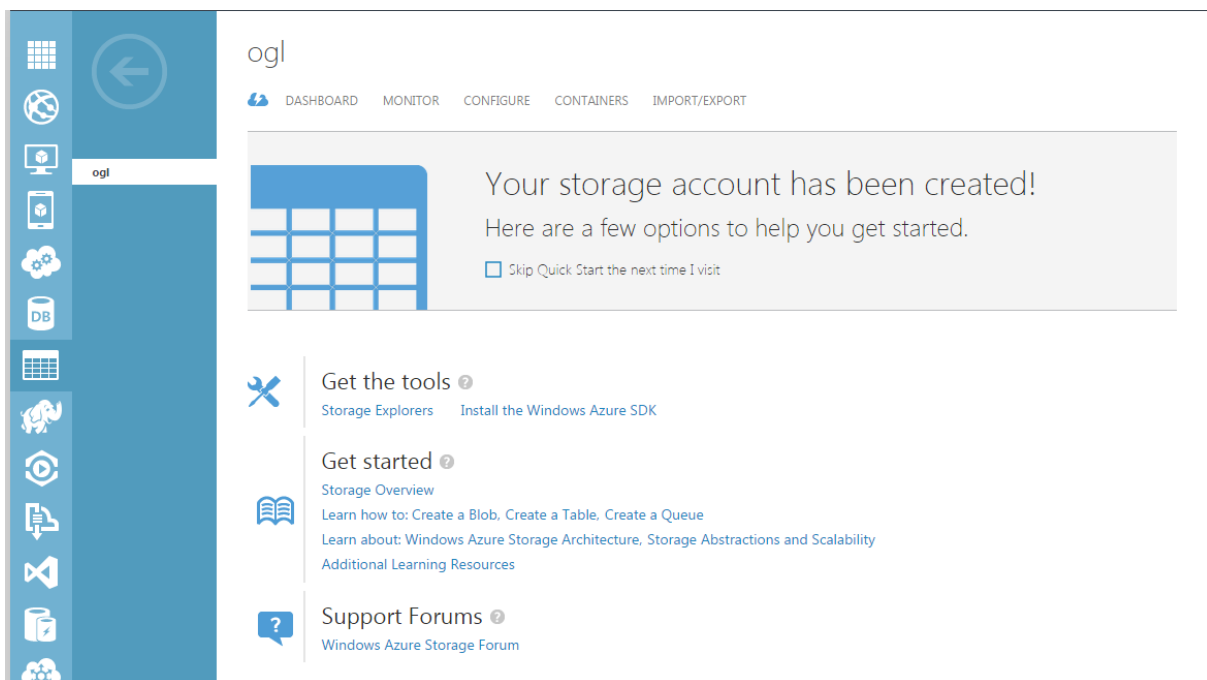 ogl
DASHBOARD MONITOR CONFIGURE CONTAINERS IMPORT/EXPORT
ogl
Your storage account has been created!
Here are a few options to help you get started.
Skip Quick Start the next time I visit
DB
Get the tools ?
Storage Explorers Install the Windows Azure SDK
Get started ?
Storage Overview
Learn how to: Create a Blob, Create a Table, Create a Queue
Learn about: Windows Azure Storage Architecture, Storage Abstractions and Scalability
Additional Learning Resources
?
Support Forums ?
Windows Azure Storage Forum